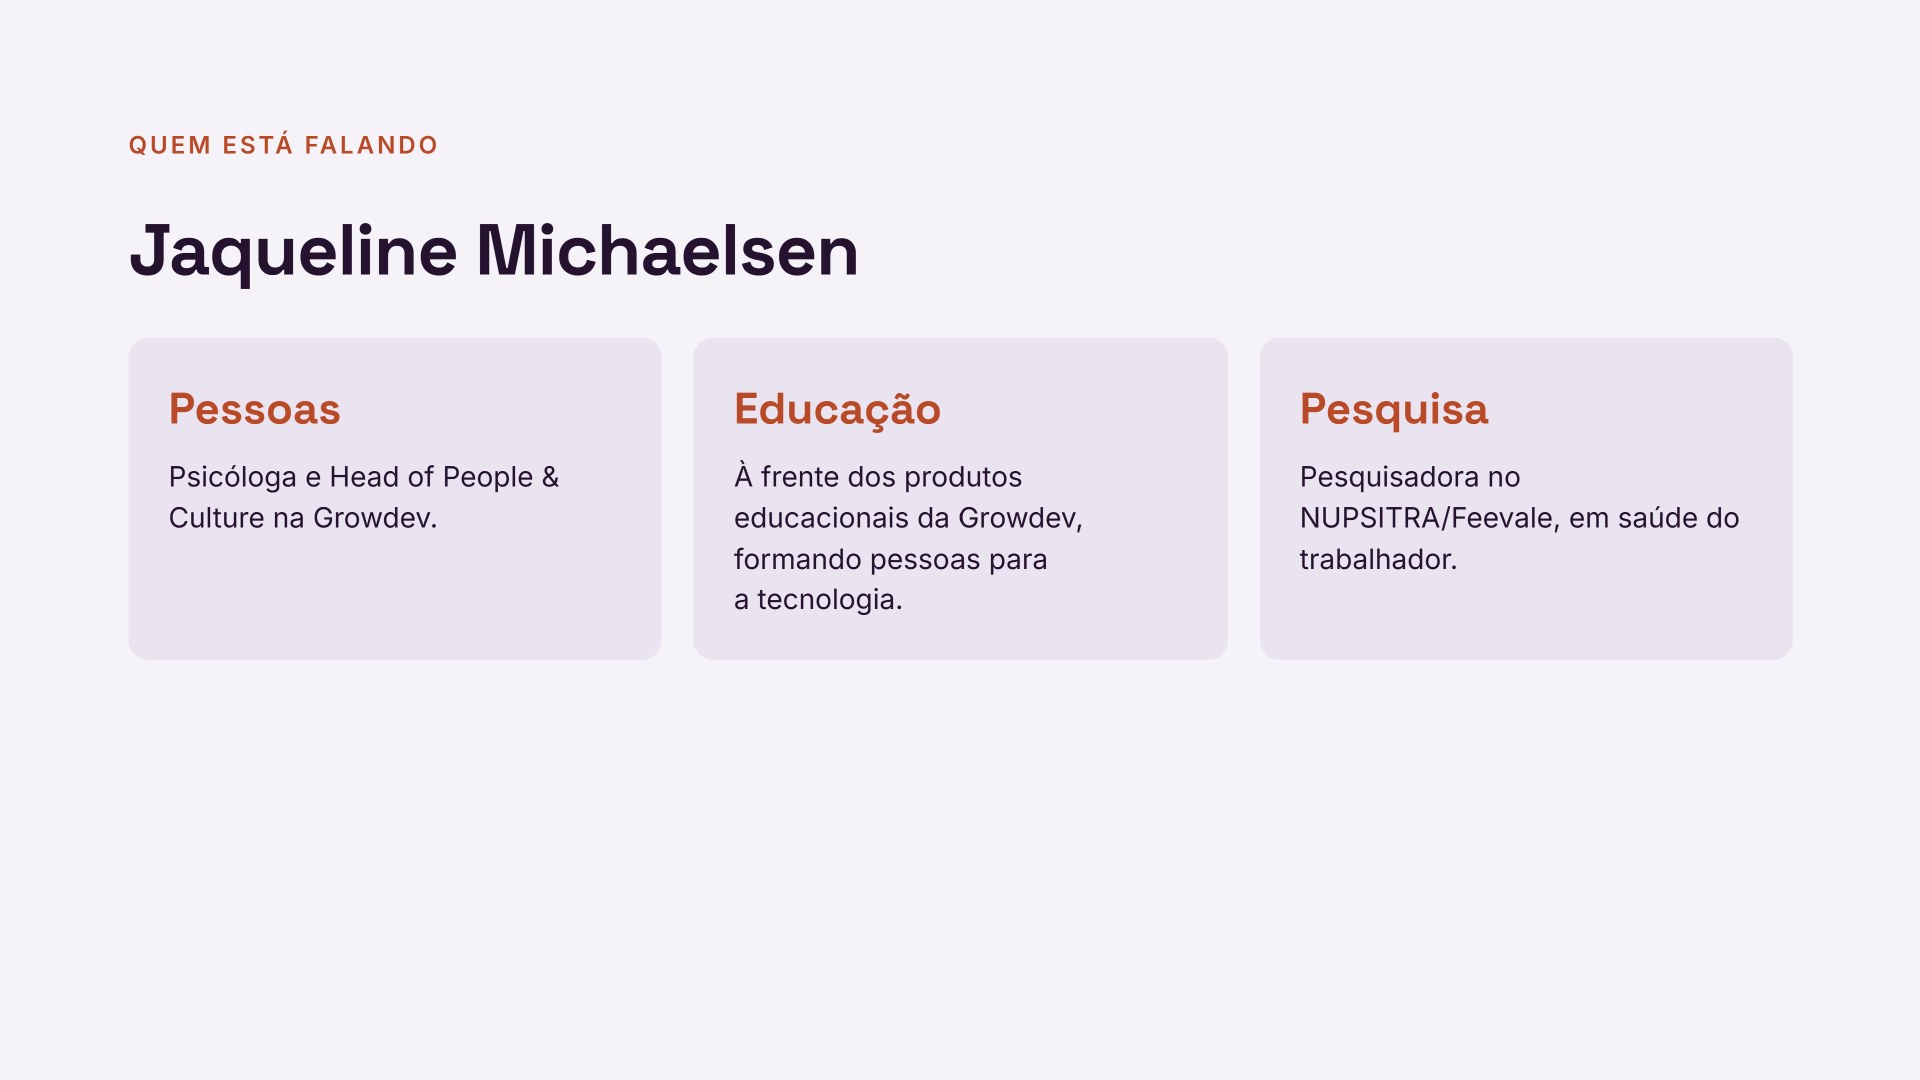 QUEM ESTÁ FALANDO
Jaqueline Michaelsen
Pessoas
Psicóloga e Head of People &
Culture na Growdev.
Educação
À frente dos produtos
educacionais da Growdev,
formando pessoas para
a tecnologia.
Pesquisa
Pesquisadora no
NUPSITRA/Feevale, em saúde do
trabalhador.